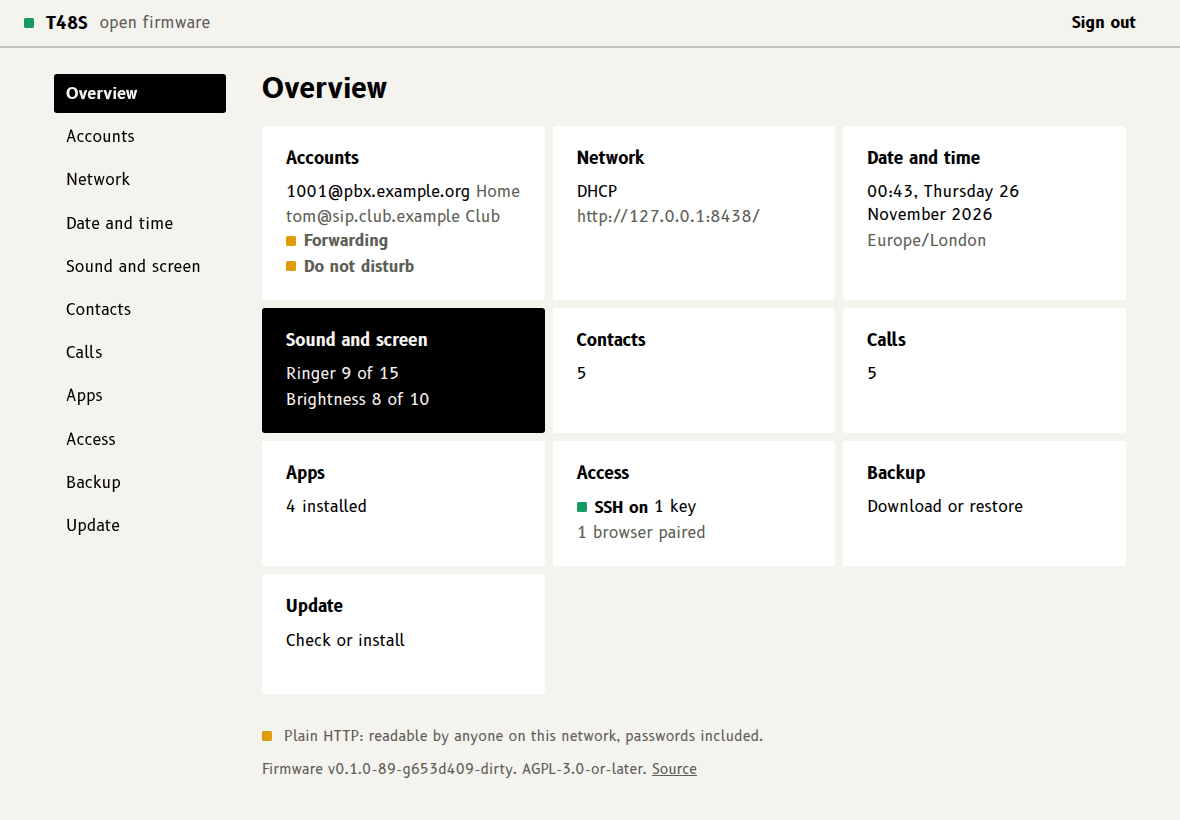 T48S open firmware
Sign out
Overview
Accounts
Network
Date and time
Sound and screen
Contacts
Calls
Apps
Access
Backup
Update
Overview
Accounts
1001@pbx.example.org Home
tom@sip.club.example Club
Forwarding
Do not disturb
Network
DHCP
http://127.0.0.1:8438/
Date and time
00:43, Thursday 26
November 2026
Europe/London
Sound and screen
Ringer 9 of 15
Brightness 8 of 10
Contacts
5
Calls
5
Apps
4 installed
Access
SSH on 1 key
1 browser paired
Backup
Download or restore
Update
Check or install
Plain HTTP: readable by anyone on this network, passwords included.
Firmware v0.1.0-89-g653d409-dirty. AGPL-3.0-or-later. Source